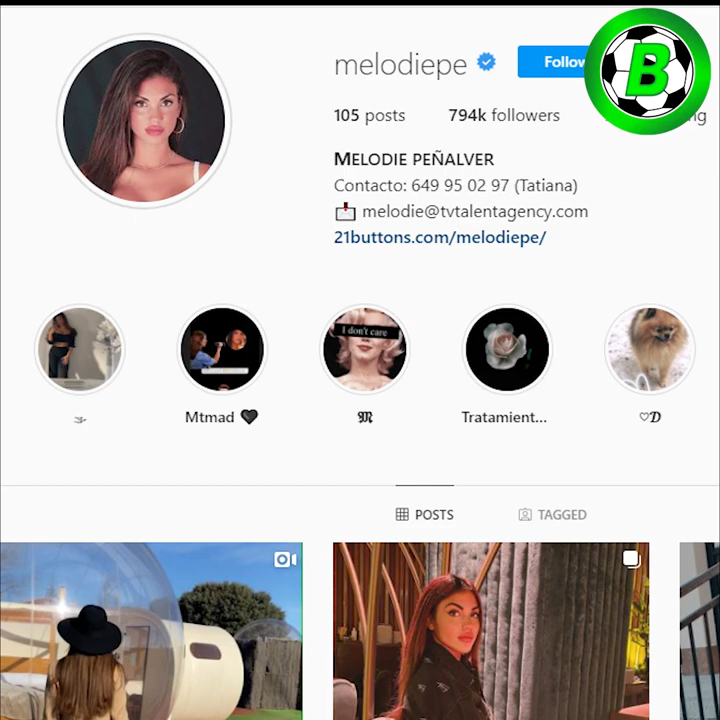 melodiepe Follow
105 posts 794k followers
MELODIE PEÑALVER
Contacto: 649 95 02 97 (Tatiana)
melodie@tvtalentagency.com
21buttons.com/melodiepe/
B
I don't care
Mtmad 🖤 𝕸 Tratamient... ♡𝓓
POSTS TAGGED